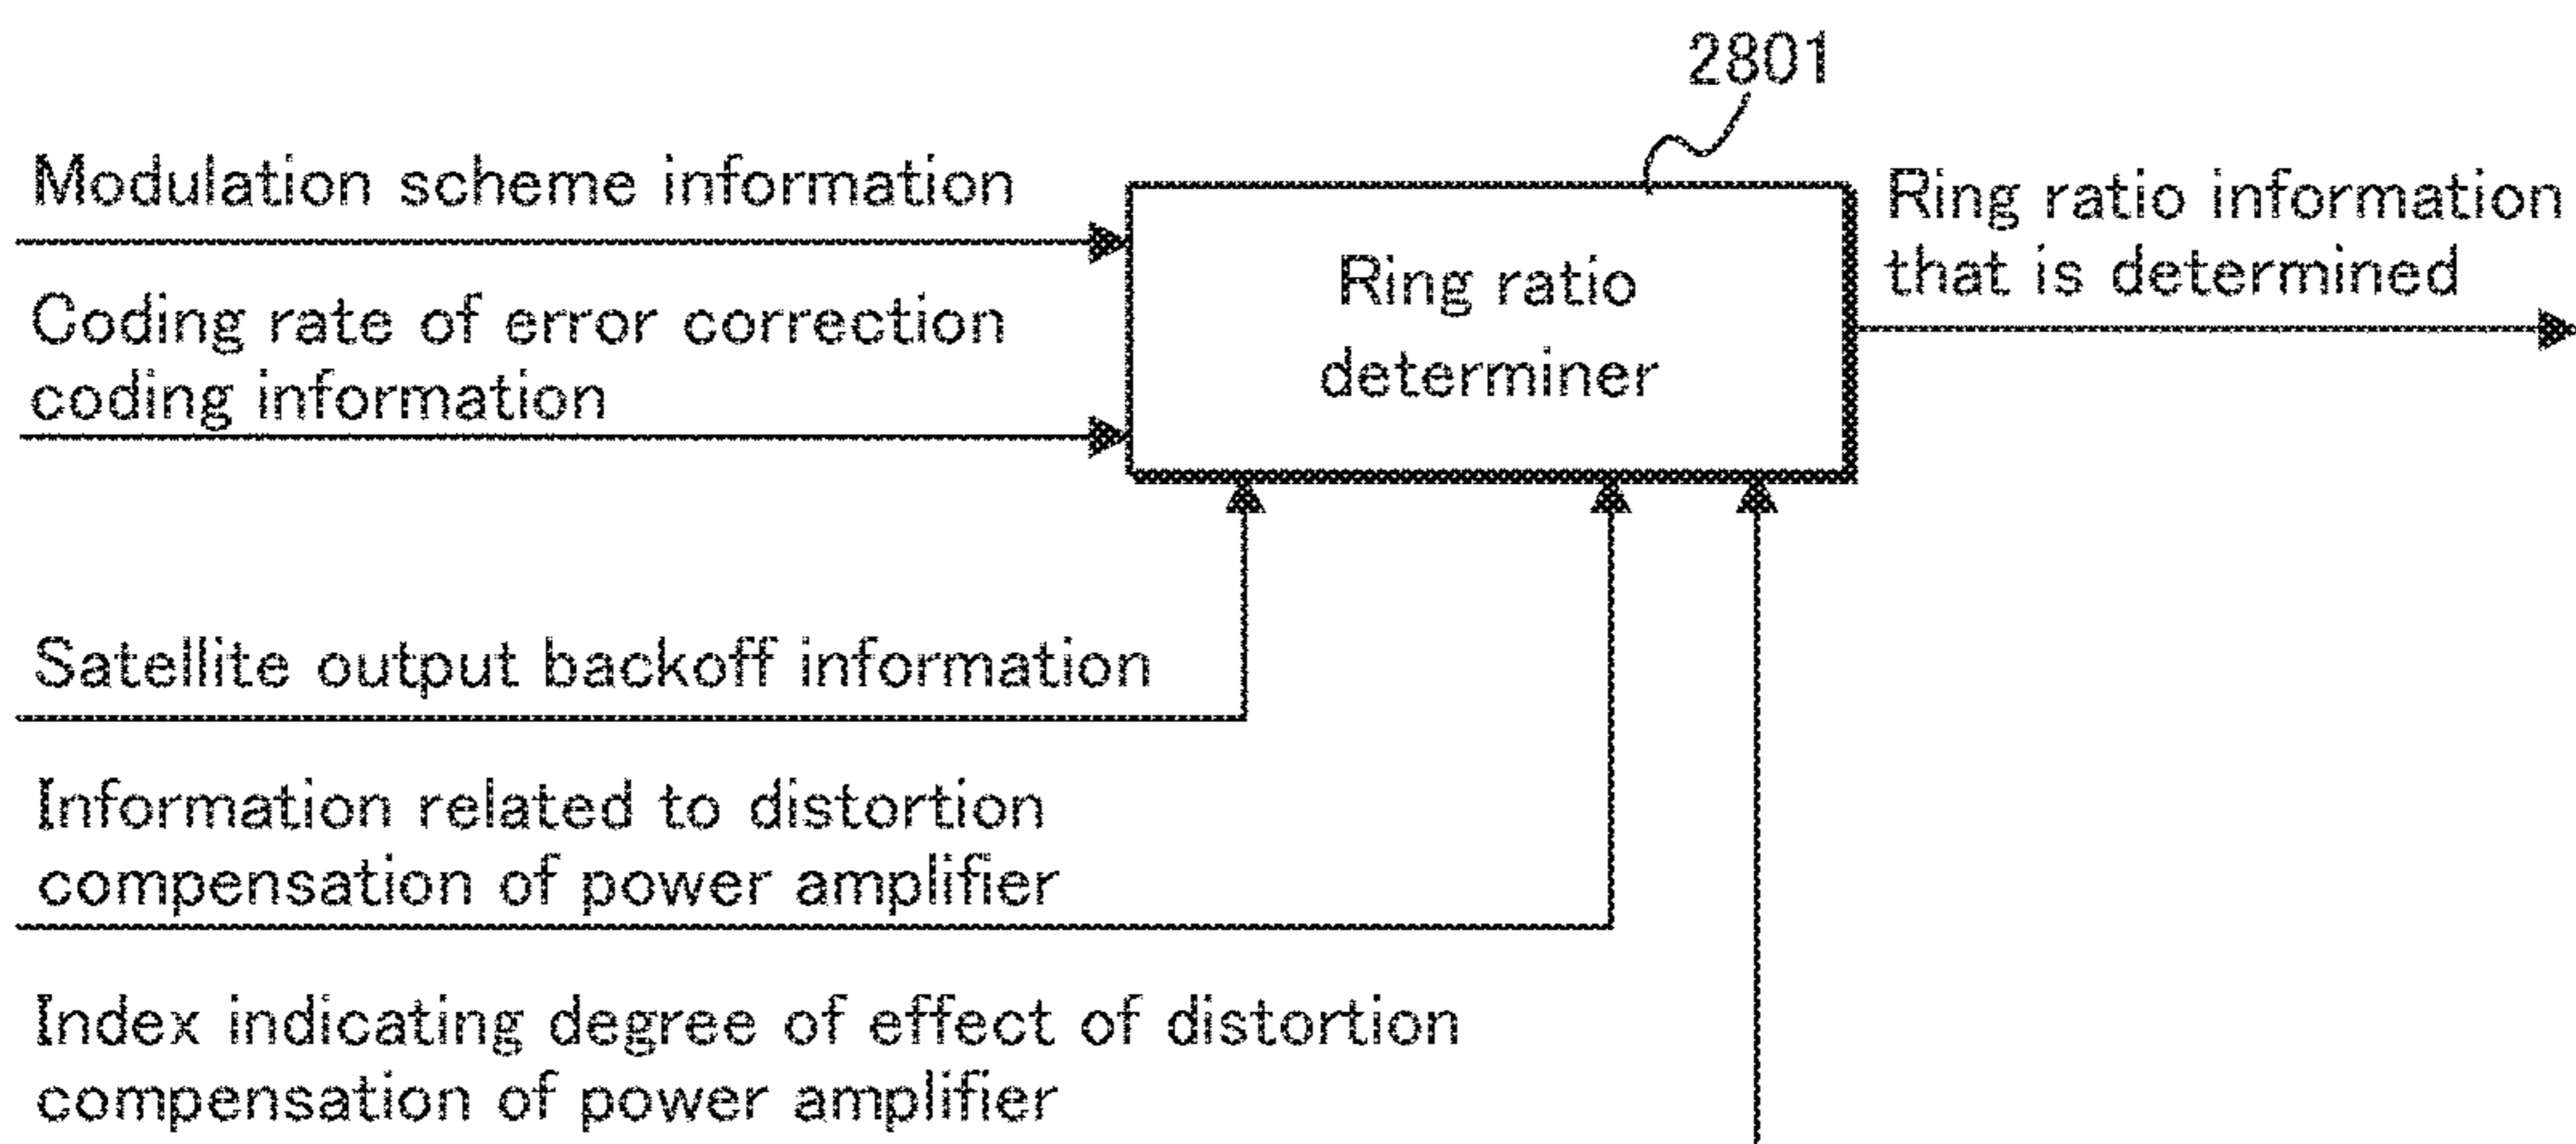 2801
Modulation scheme information
Coding rate of error correction
coding information
Ring ratio
determiner
Ring ratio information
that is determined
Satellite output backoff information
Information related to distortion
compensation of power amplifier
Index indicating degree of effect of distortion
compensation of power amplifier